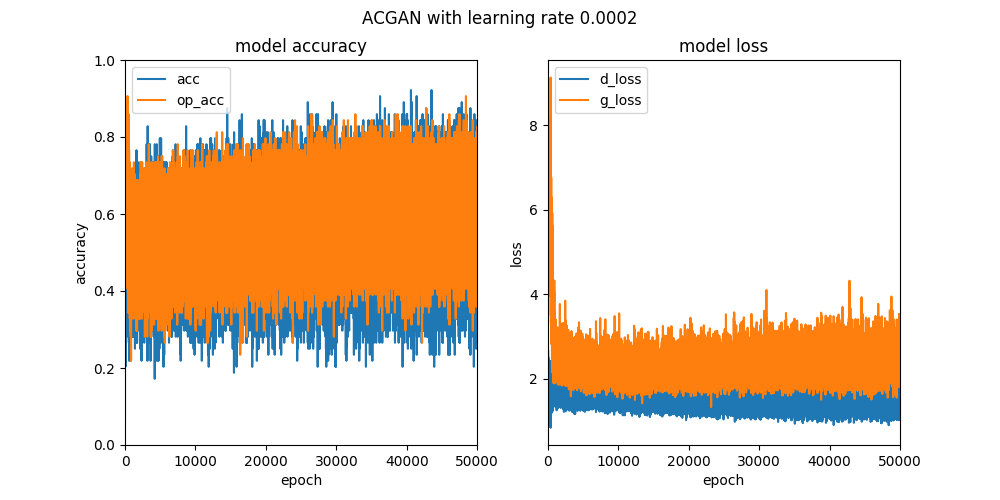 ACGAN with learning rate 0.0002
model accuracy
acc
op_acc
accuracy
1.0
0.8
0.6
0.4
0.2
0.0
0 10000 20000 30000 40000 50000
epoch
model loss
d_loss
g_loss
loss
8
6
4
2
0 10000 20000 30000 40000 50000
epoch